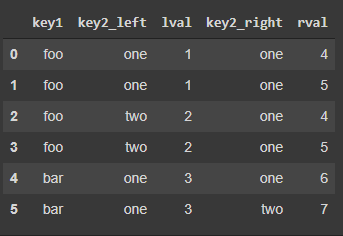 key1 key2_left lval key2_right rval
0 foo one 1 one 4
1 foo one 1 one 5
2 foo two 2 one 4
3 foo two 2 one 5
4 bar one 3 one 6
5 bar one 3 two 7